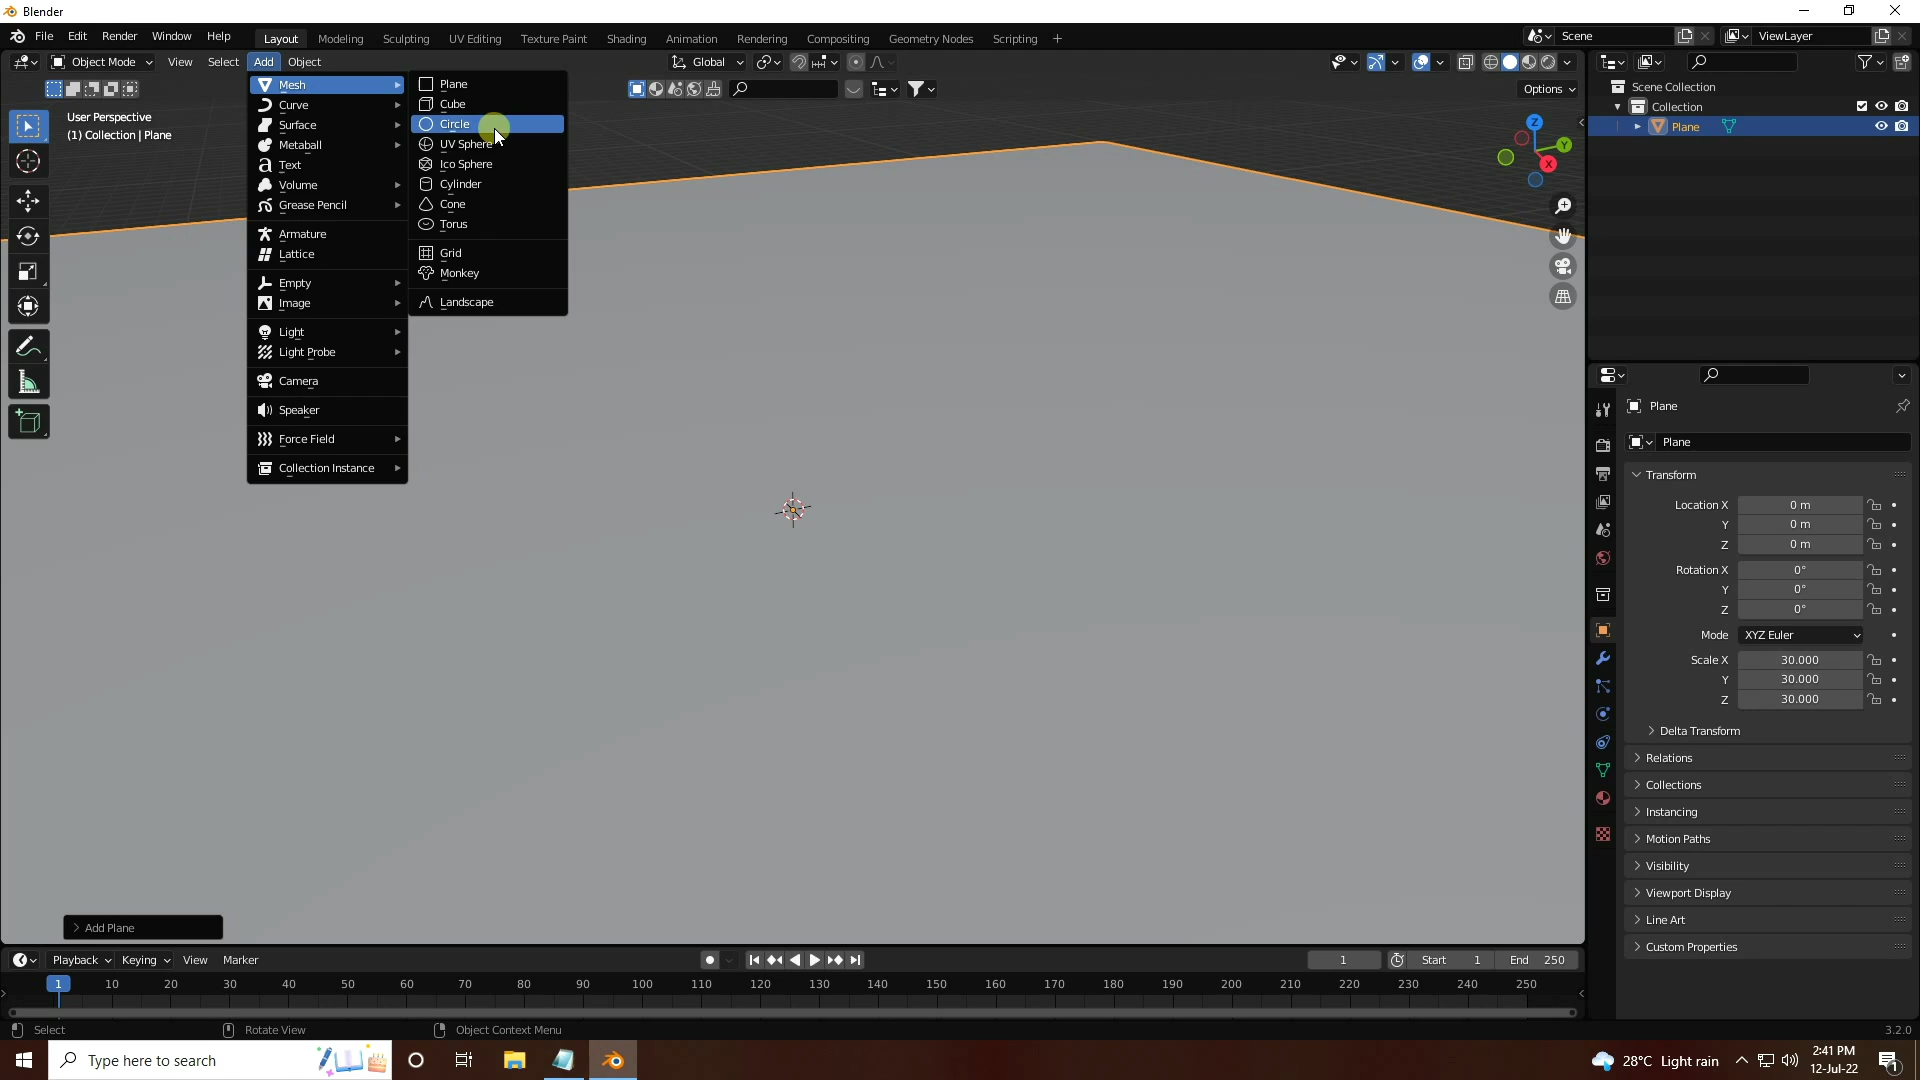 Blender
File Edit Render Window Help
Layout Modeling Sculpting UV Editing Texture Paint Shading Animation Rendering Compositing Geometry Nodes Scripting +
Scene
ViewLayer
Object Mode View Select Add Object
Global
Options
User Perspective
(1) Collection | Plane
Mesh
Curve
Surface
Metaball
Text
Volume
Grease Pencil
Armature
Lattice
Empty
Image
Light
Light Probe
Camera
Speaker
Force Field
Collection Instance
Plane
Cube
Circle
UV Sphere
Ico Sphere
Cylinder
Cone
Torus
Grid
Monkey
Landscape
Z
Y
X
Scene Collection
Collection
Plane
Plane
Plane
Transform
Location X 0 m
Y 0 m
Z 0 m
Rotation X 0°
Y 0°
Z 0°
Mode XYZ Euler
Scale X 30.000
Y 30.000
Z 30.000
Delta Transform
Relations
Collections
Instancing
Motion Paths
Visibility
Viewport Display
Line Art
Custom Properties
Add Plane
Playback Keying View Marker
1 Start 1 End 250
1 10 20 30 40 50 60 70 80 90 100 110 120 130 140 150 160 170 180 190 200 210 220 230 240 250
Select Rotate View Object Context Menu
3.2.0
Type here to search
28°C Light rain
2:41 PM
12-Jul-22
1